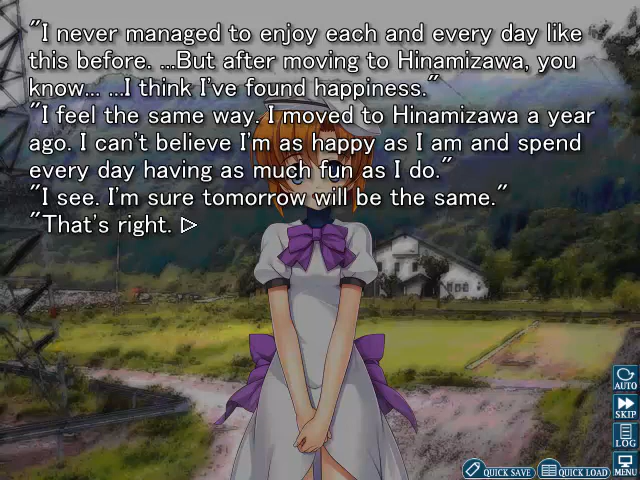 "I never managed to enjoy each and every day like
this before. ...But after moving to Hinamizawa, you
know... ...I think I've found happiness."
"I feel the same way. I moved to Hinamizawa a year
ago. I can't believe I'm as happy as I am and spend
every day having as much fun as I do."
"I see. I'm sure tomorrow will be the same."
"That's right.
AUTO
SKIP
LOG
MENU
QUICK SAVE
QUICK LOAD